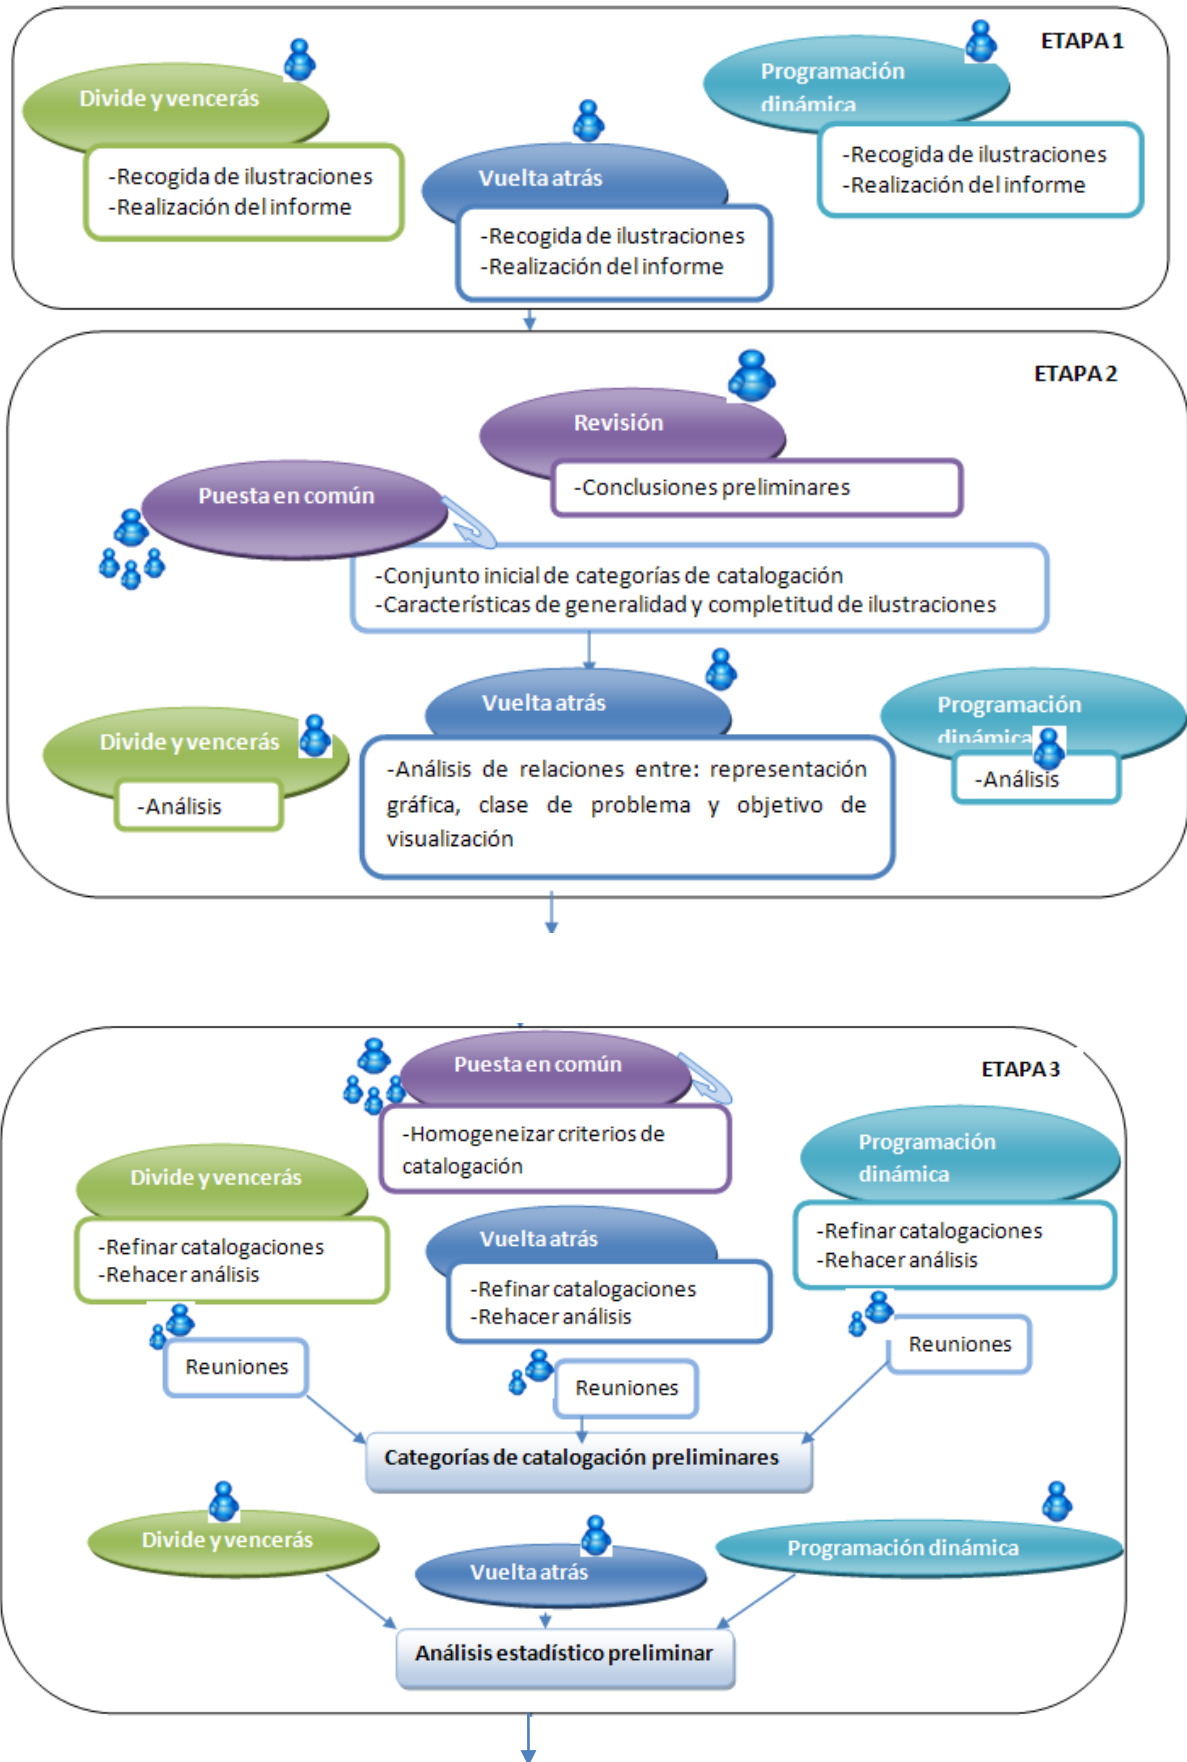 ETAPA 1
Divide y vencerás
-Recogida de ilustraciones
-Realización del informe
Vuelta atrás
-Recogida de ilustraciones
-Realización del informe
Programación
dinámica
-Recogida de ilustraciones
-Realización del informe
ETAPA 2
Revisión
-Conclusiones preliminares
Puesta en común
-Conjunto inicial de categorías de catalogación
-Características de generalidad y completitud de ilustraciones
Divide y vencerás
-Análisis
Vuelta atrás
-Análisis de relaciones entre: representación
gráfica, clase de problema y objetivo de
visualización
Programación
dinámica
-Análisis
ETAPA 3
Puesta en común
-Homogeneizar criterios de
catalogación
Divide y vencerás
-Refinar catalogaciones
-Rehacer análisis
Reuniones
Vuelta atrás
-Refinar catalogaciones
-Rehacer análisis
Reuniones
Programación
dinámica
-Refinar catalogaciones
-Rehacer análisis
Reuniones
Categorías de catalogación preliminares
Divide y vencerás
Vuelta atrás
Programación dinámica
Análisis estadístico preliminar